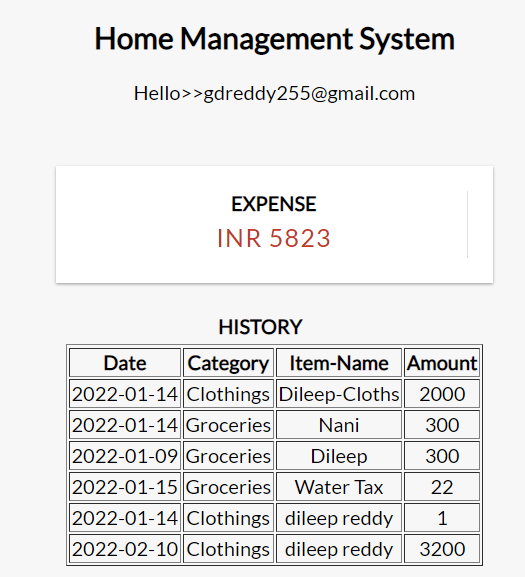 Home Management System
Hello>>gdreddy255@gmail.com
EXPENSE
INR 5823
HISTORY
Date Category Item-Name Amount
2022-01-14 Clothings Dileep-Cloths 2000
2022-01-14 Groceries Nani 300
2022-01-09 Groceries Dileep 300
2022-01-15 Groceries Water Tax 22
2022-01-14 Clothings dileep reddy 1
2022-02-10 Clothings dileep reddy 3200